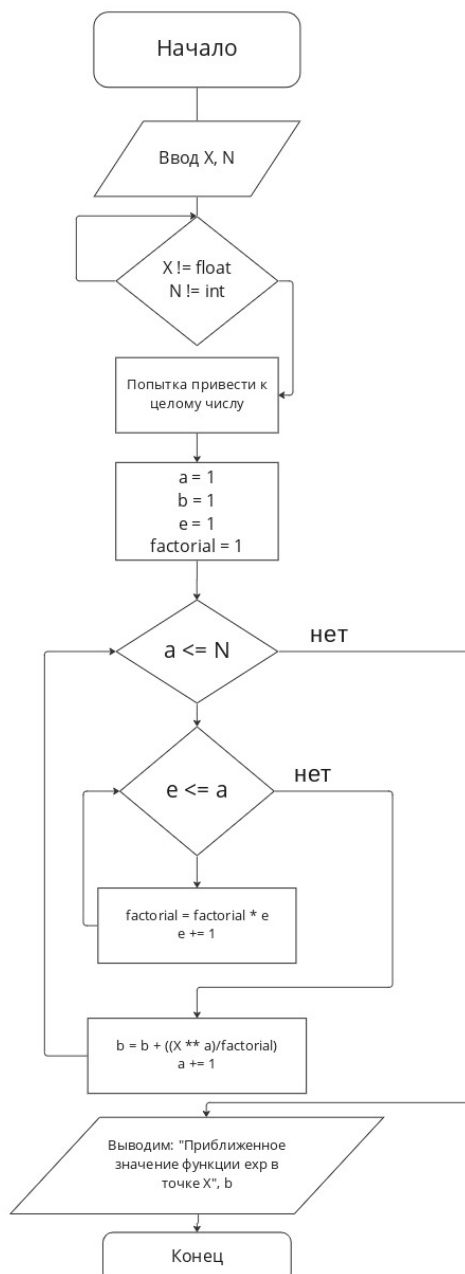 Начало
Ввод X, N
X != float
N != int
Попытка привести к
целому числу
a = 1
b = 1
e = 1
factorial = 1
a <= N
нет
e <= a
нет
factorial = factorial * e
e += 1
b = b + ((X ** a)/factorial)
a += 1
Выводим: "Приближенное
значение функции exp в
точке X", b
Конец